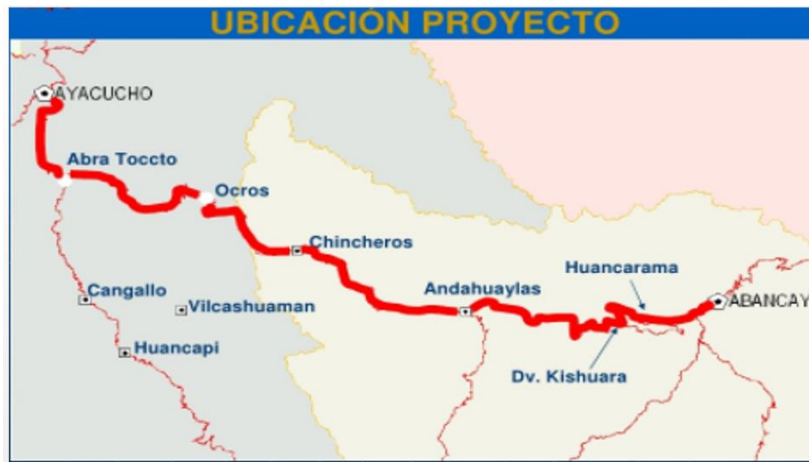 UBICACIÓN PROYECTO
AYACUCHO
Abra Toccto
Ocros
Chincheros
Huancarama
Andahuaylas
Cangallo
Vilcashuaman
ABANCAY
Huancapi
Dv. Kishuara